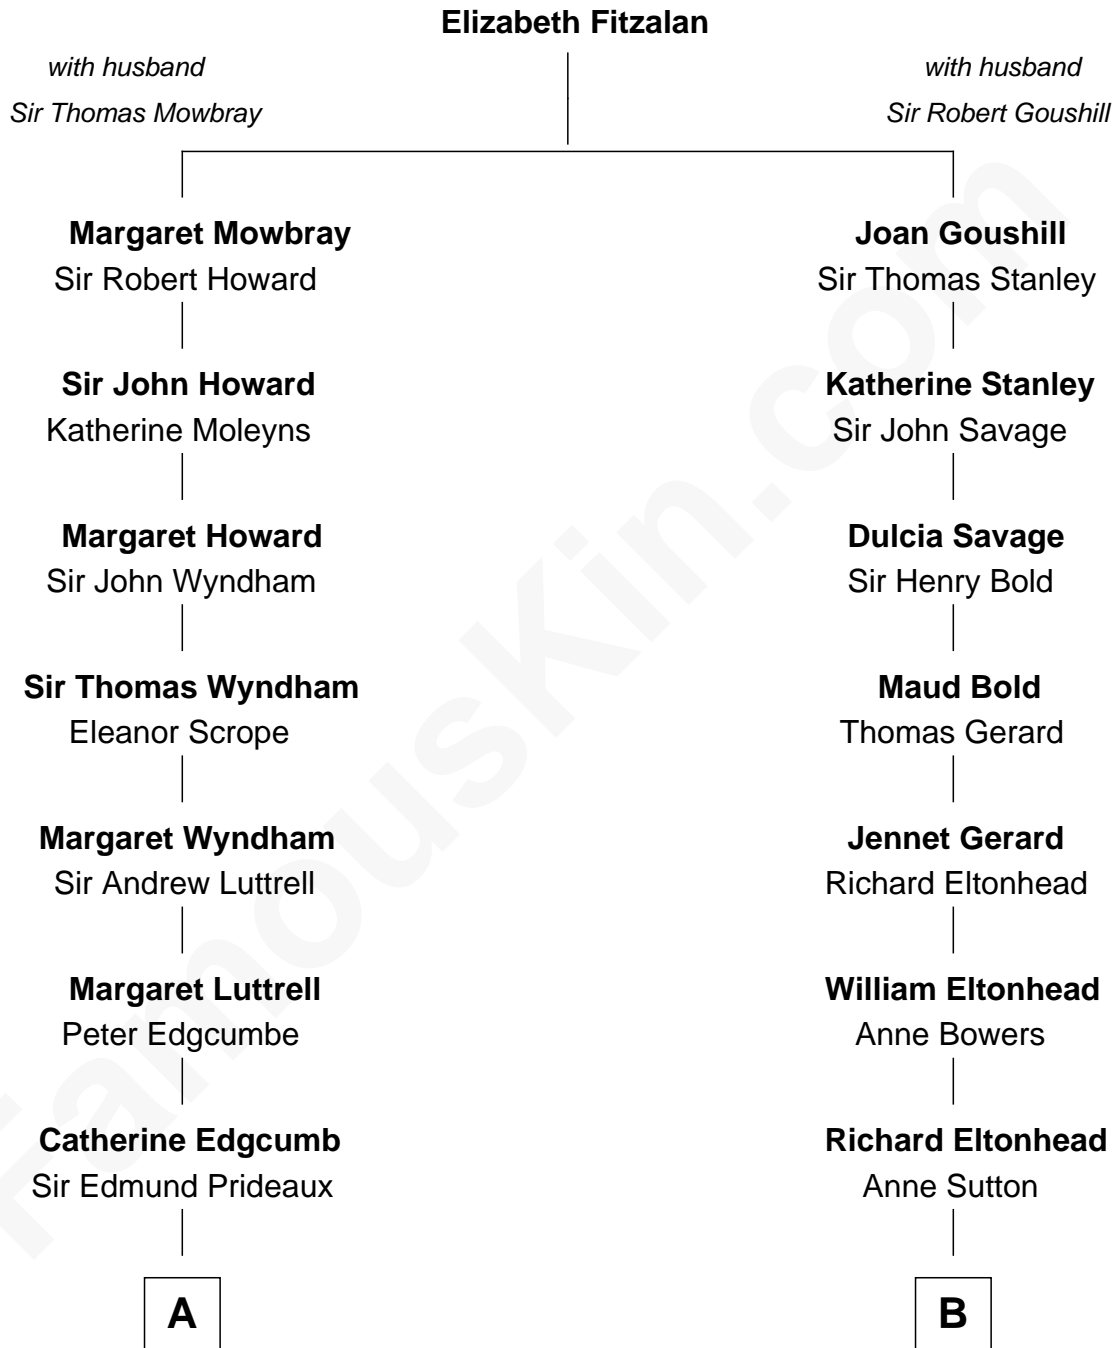 Elizabeth Fitzalan
with husband
Sir Thomas Mowbray
with husband
Sir Robert Goushill
Margaret Mowbray
Sir Robert Howard
Joan Goushill
Sir Thomas Stanley
Sir John Howard
Katherine Moleyns
Katherine Stanley
Sir John Savage
Margaret Howard
Sir John Wyndham
Dulcia Savage
Sir Henry Bold
Sir Thomas Wyndham
Eleanor Scrope
Maud Bold
Thomas Gerard
Margaret Wyndham
Sir Andrew Luttrell
Jennet Gerard
Richard Eltonhead
Margaret Luttrell
Peter Edgcumbe
William Eltonhead
Anne Bowers
Catherine Edgcumb
Sir Edmund Prideaux
Richard Eltonhead
Anne Sutton
A
B
FamousKin.com